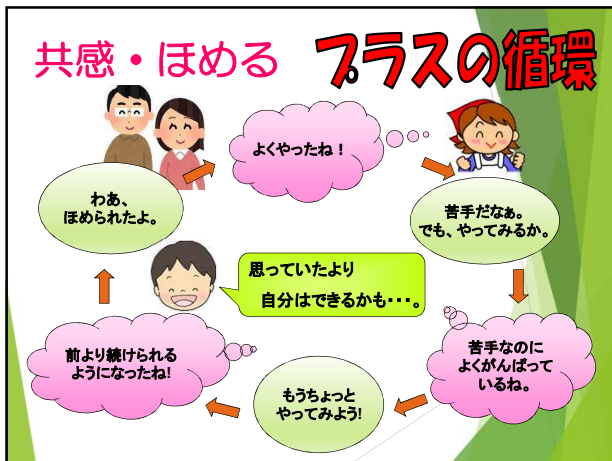 共感・ほめる プラスの循環
よくやったね！
わあ、
ほめられたよ。
苦手だなぁ。
でも、やってみるか。
思っていたより
自分はできるかも・・・。
苦手なのに
よくがんばって
いるね。
もうちょっと
やってみよう!
前より続けられる
ようになったね!